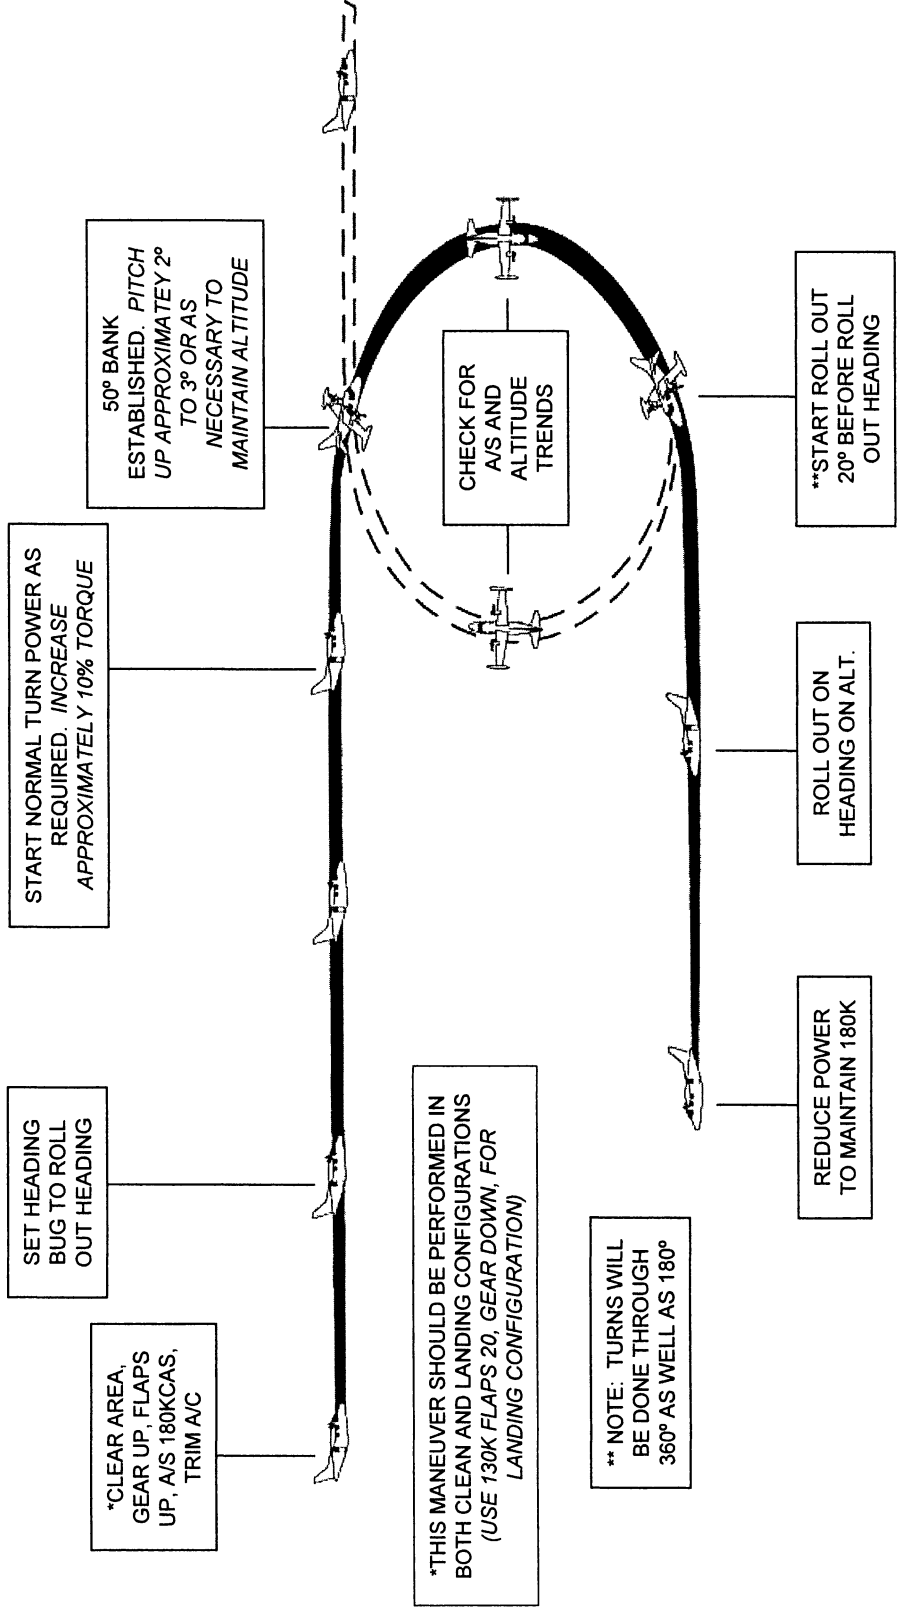 *CLEAR AREA,
GEAR UP, FLAPS
UP, A/S 180KCAS,
TRIM A/C
SET HEADING
BUG TO ROLL
OUT HEADING
START NORMAL TURN POWER AS
REQUIRED. INCREASE
APPROXIMATELY 10% TORQUE
50º BANK
ESTABLISHED. PITCH
UP APPROXIMATEY 2º
TO 3º OR AS
NECESSARY TO
MAINTAIN ALTITUDE
CHECK FOR
A/S AND
ALTITUDE
TRENDS
**START ROLL OUT
20º BEFORE ROLL
OUT HEADING
ROLL OUT ON
HEADING ON ALT.
REDUCE POWER
TO MAINTAIN 180K
*THIS MANEUVER SHOULD BE PERFORMED IN
BOTH CLEAN AND LANDING CONFIGURATIONS
(USE 130K FLAPS 20, GEAR DOWN, FOR
LANDING CONFIGURATION)
** NOTE: TURNS WILL
BE DONE THROUGH
360º AS WELL AS 180º